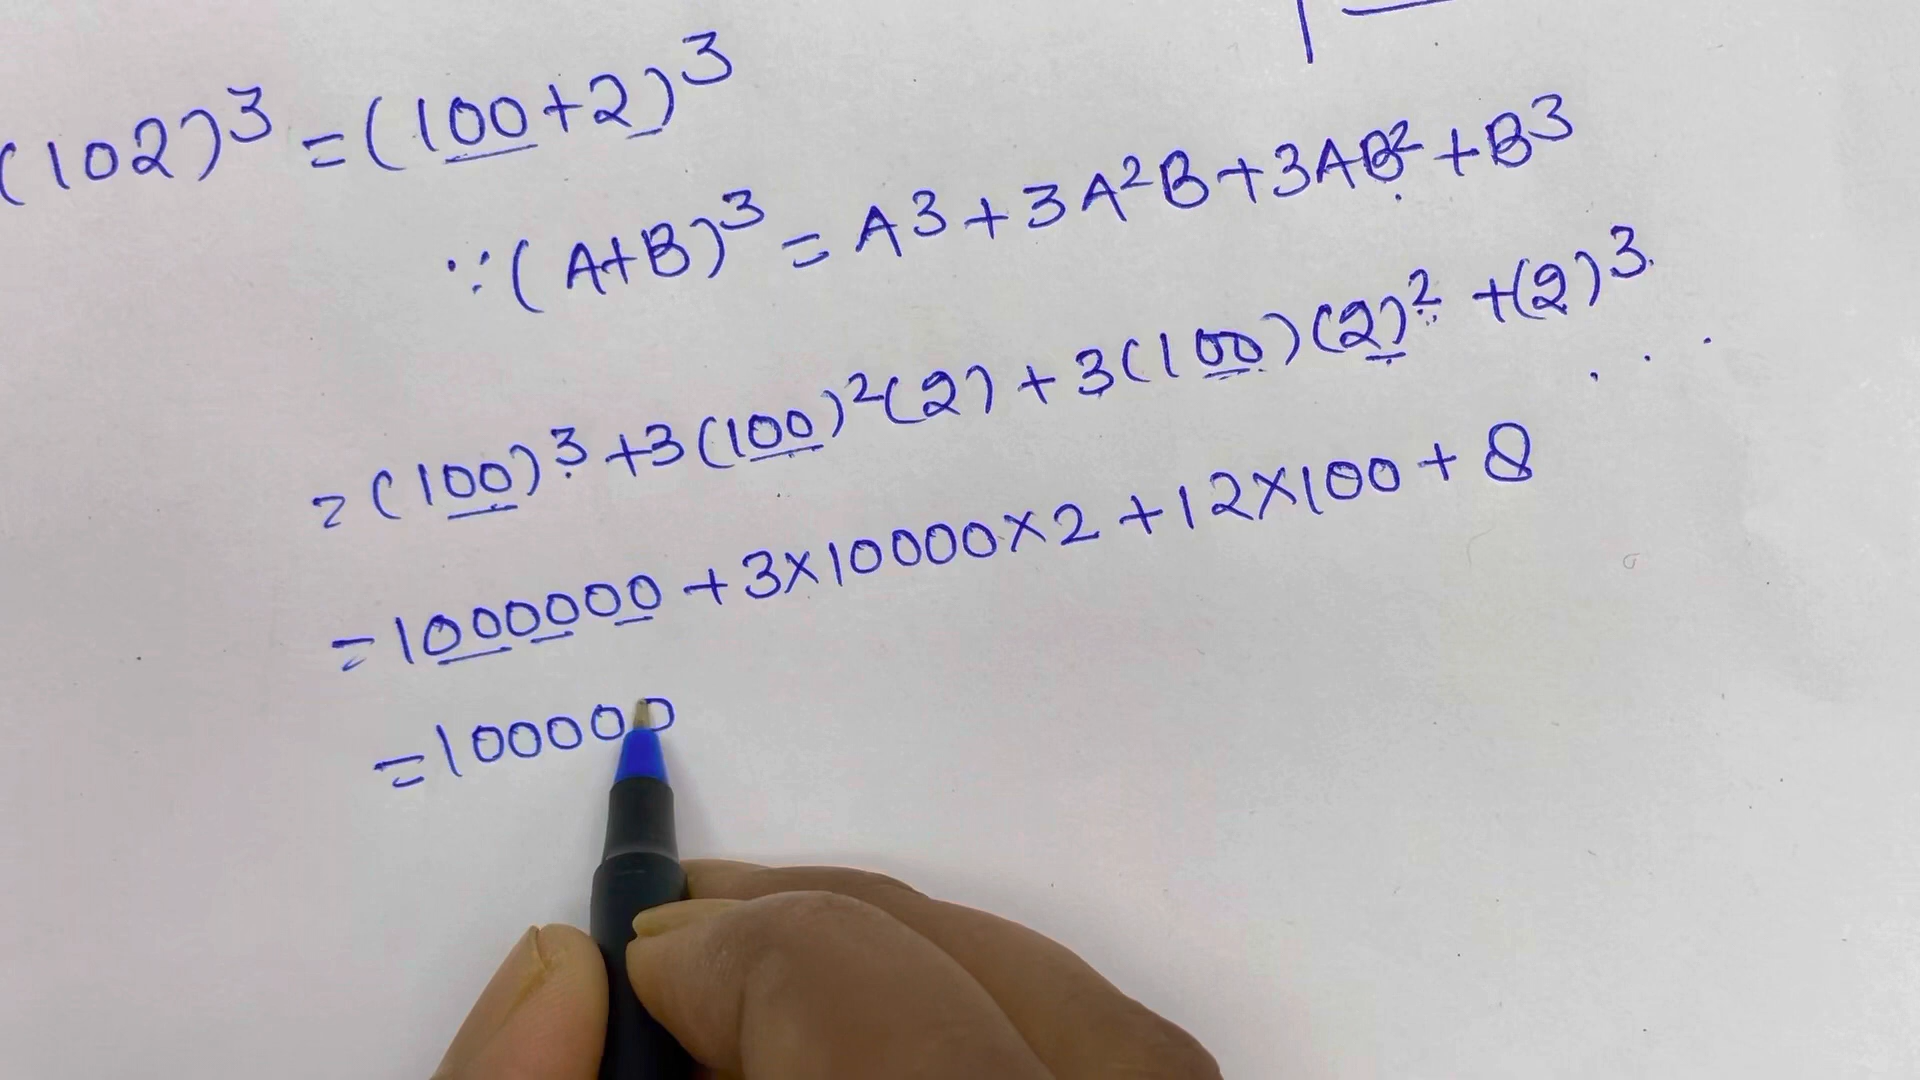 (102)³ = (100+2)³
∵ (A+B)³ = A3 + 3A²B + 3AB² + B³
= (100)³ + 3(100)²(2) + 3(100)(2)² + (2)³
= 1000000 + 3×10000×2 + 12×100 + 8
= 100000